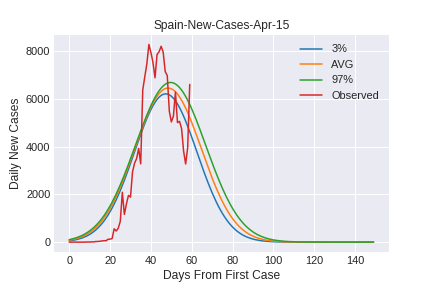 Spain-New-Cases-Apr-15
8000
6000
4000
2000
0
Daily New Cases
3%
AVG
97%
Observed
0 20 40 60 80 100 120 140
Days From First Case